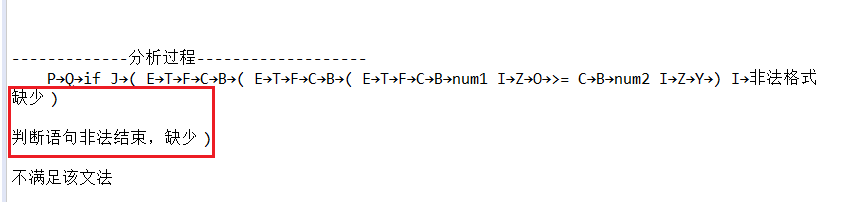 -------------分析过程-------------------
P→Q→if J→( E→T→F→C→B→( E→T→F→C→B→( E→T→F→C→B→num1 I→Z→O→>= C→B→num2 I→Z→Y→) I→非法格式
缺少 )
判断语句非法结束，缺少 )
不满足该文法